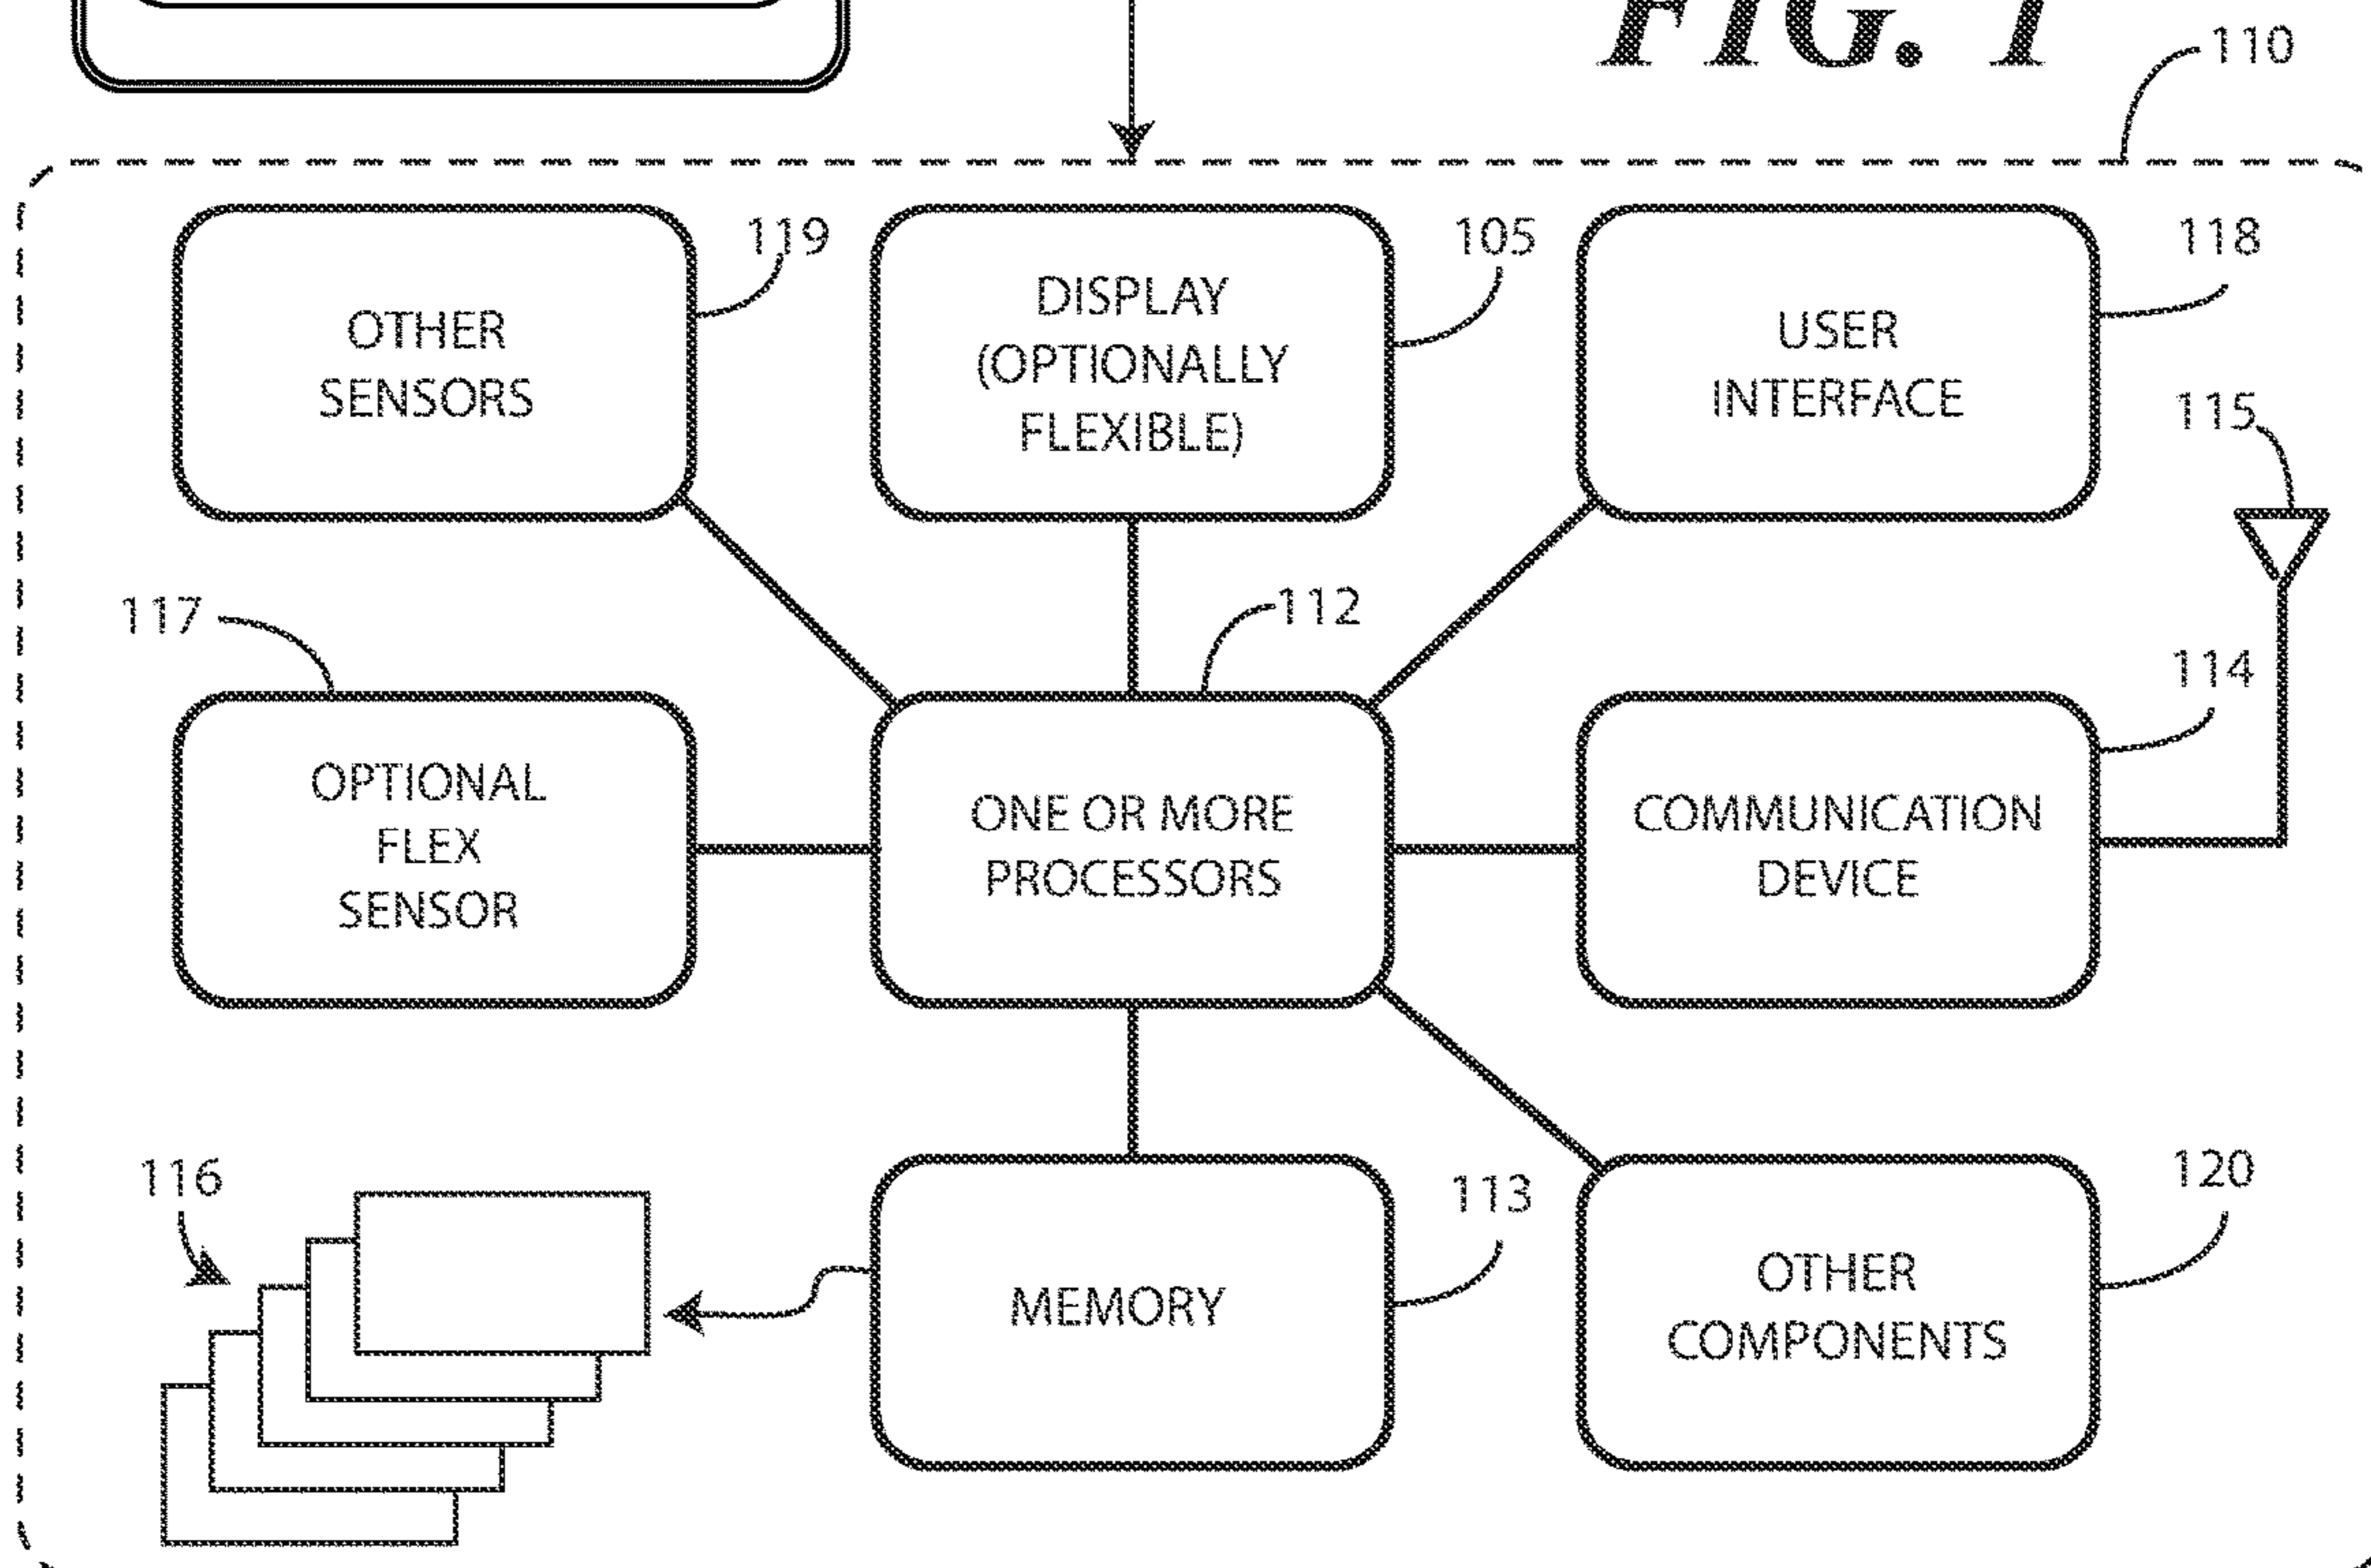 FIG. 1
110
119
105
118
OTHER
SENSORS
DISPLAY
(OPTIONALLY
FLEXIBLE)
USER
INTERFACE
115
117
112
114
OPTIONAL
FLEX
SENSOR
ONE OR MORE
PROCESSORS
COMMUNICATION
DEVICE
116
113
120
MEMORY
OTHER
COMPONENTS